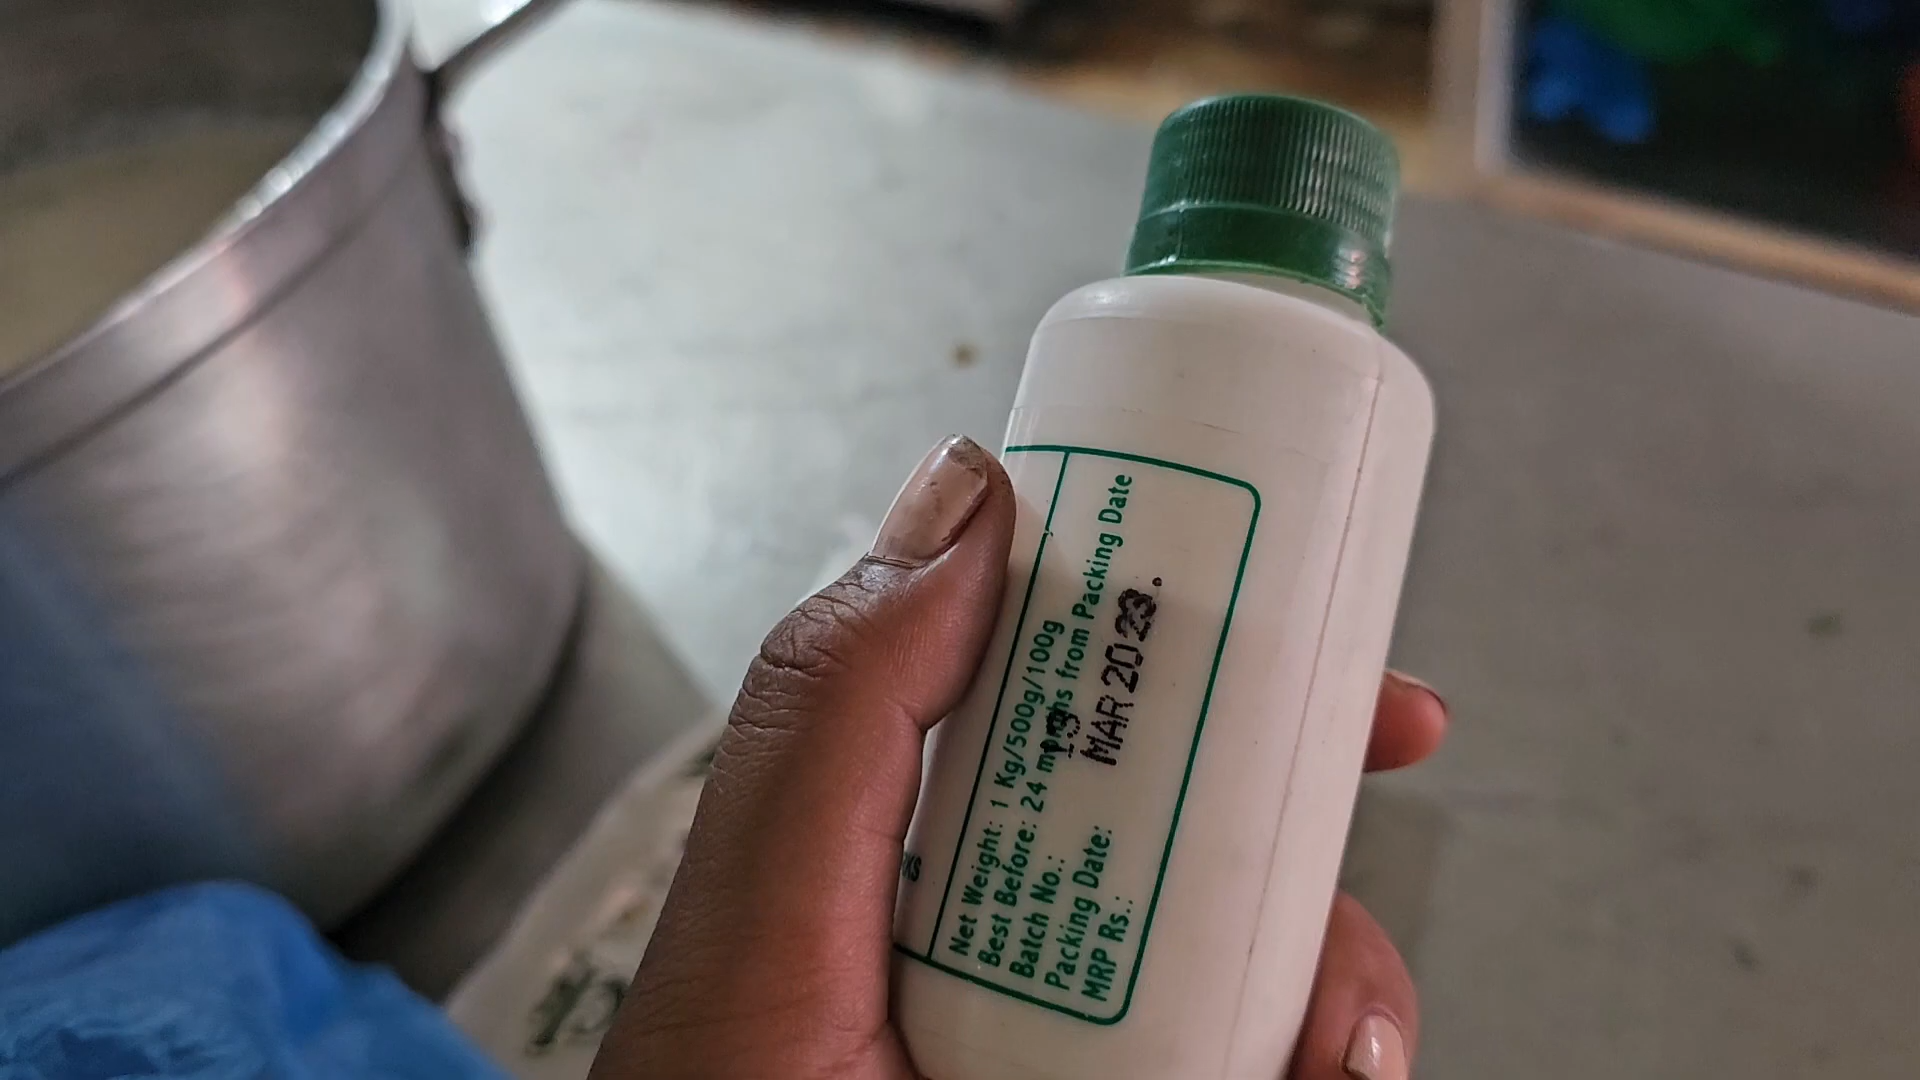 Net Weight: 1 Kg/500g/100g
Best Before: 24 months from Packing Date
Batch No.: 19
Packing Date: MAR 2023.
MRP Rs.: